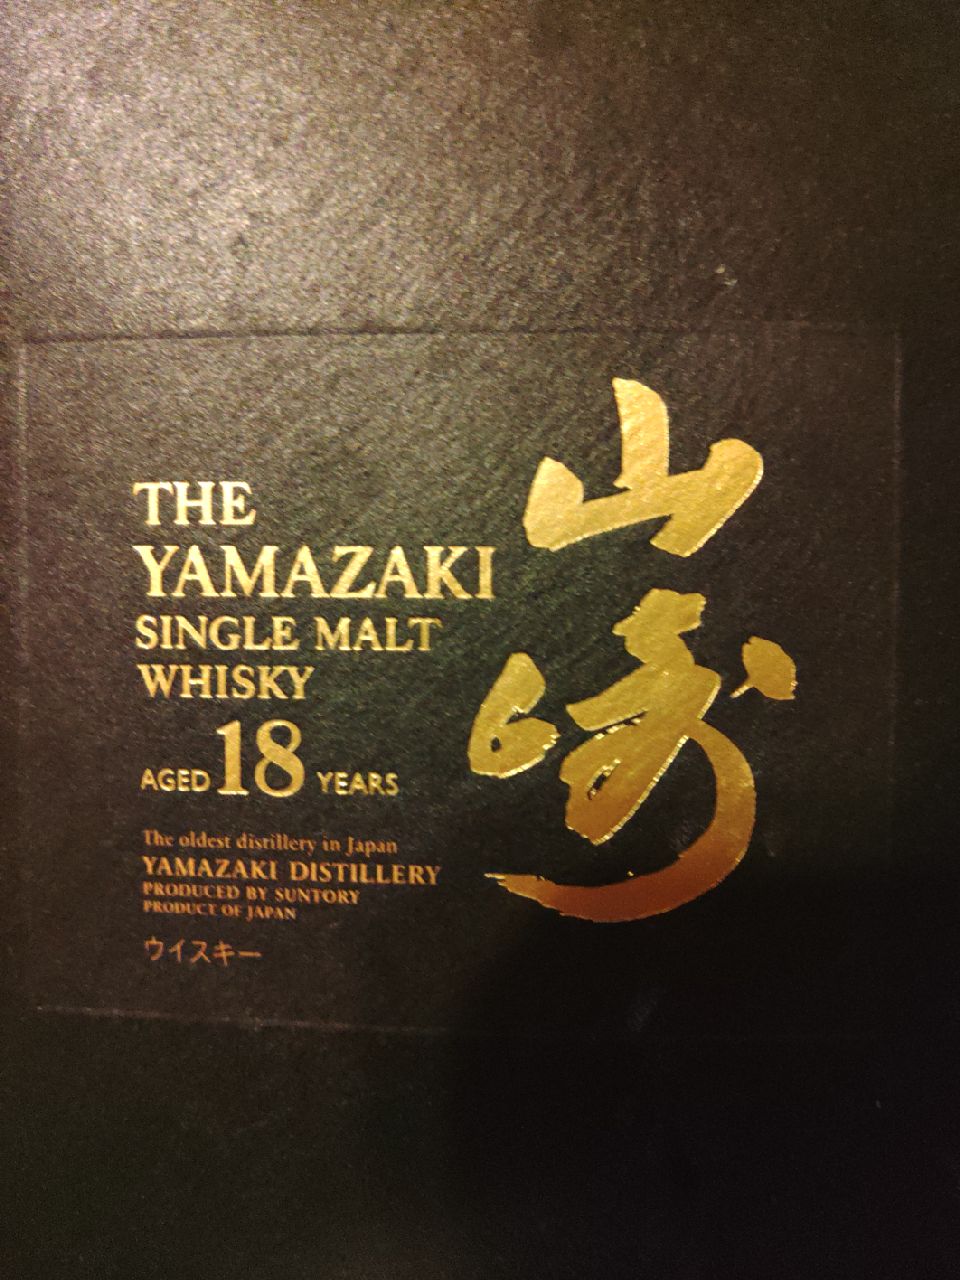 THE
YAMAZAKI
SINGLE MALT
WHISKY
AGED 18 YEARS
The oldest distillery in Japan
YAMAZAKI DISTILLERY
PRODUCED BY SUNTORY
PRODUCT OF JAPAN
ウイスキー
山崎